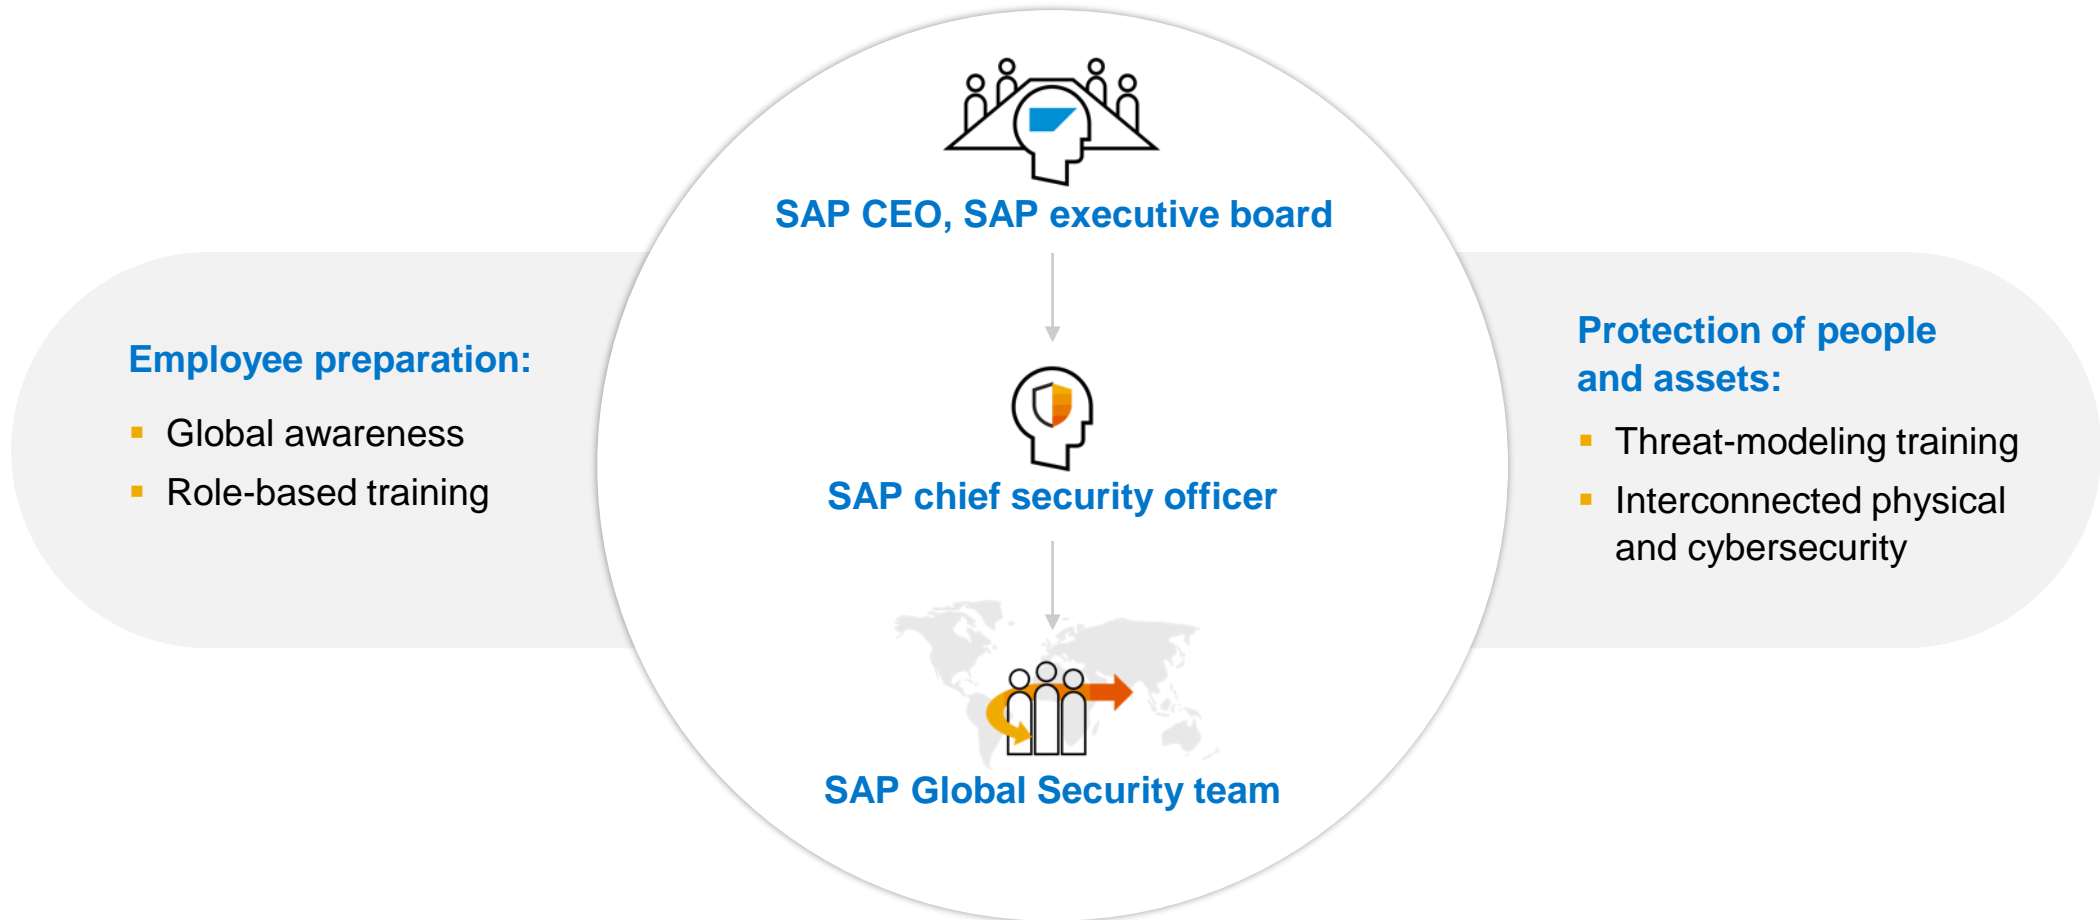 SAP CEO, SAP executive board
Employee preparation:
▪ Global awareness
▪ Role-based training
SAP chief security officer
Protection of people
and assets:
▪ Threat-modeling training
▪ Interconnected physical
and cybersecurity
SAP Global Security team